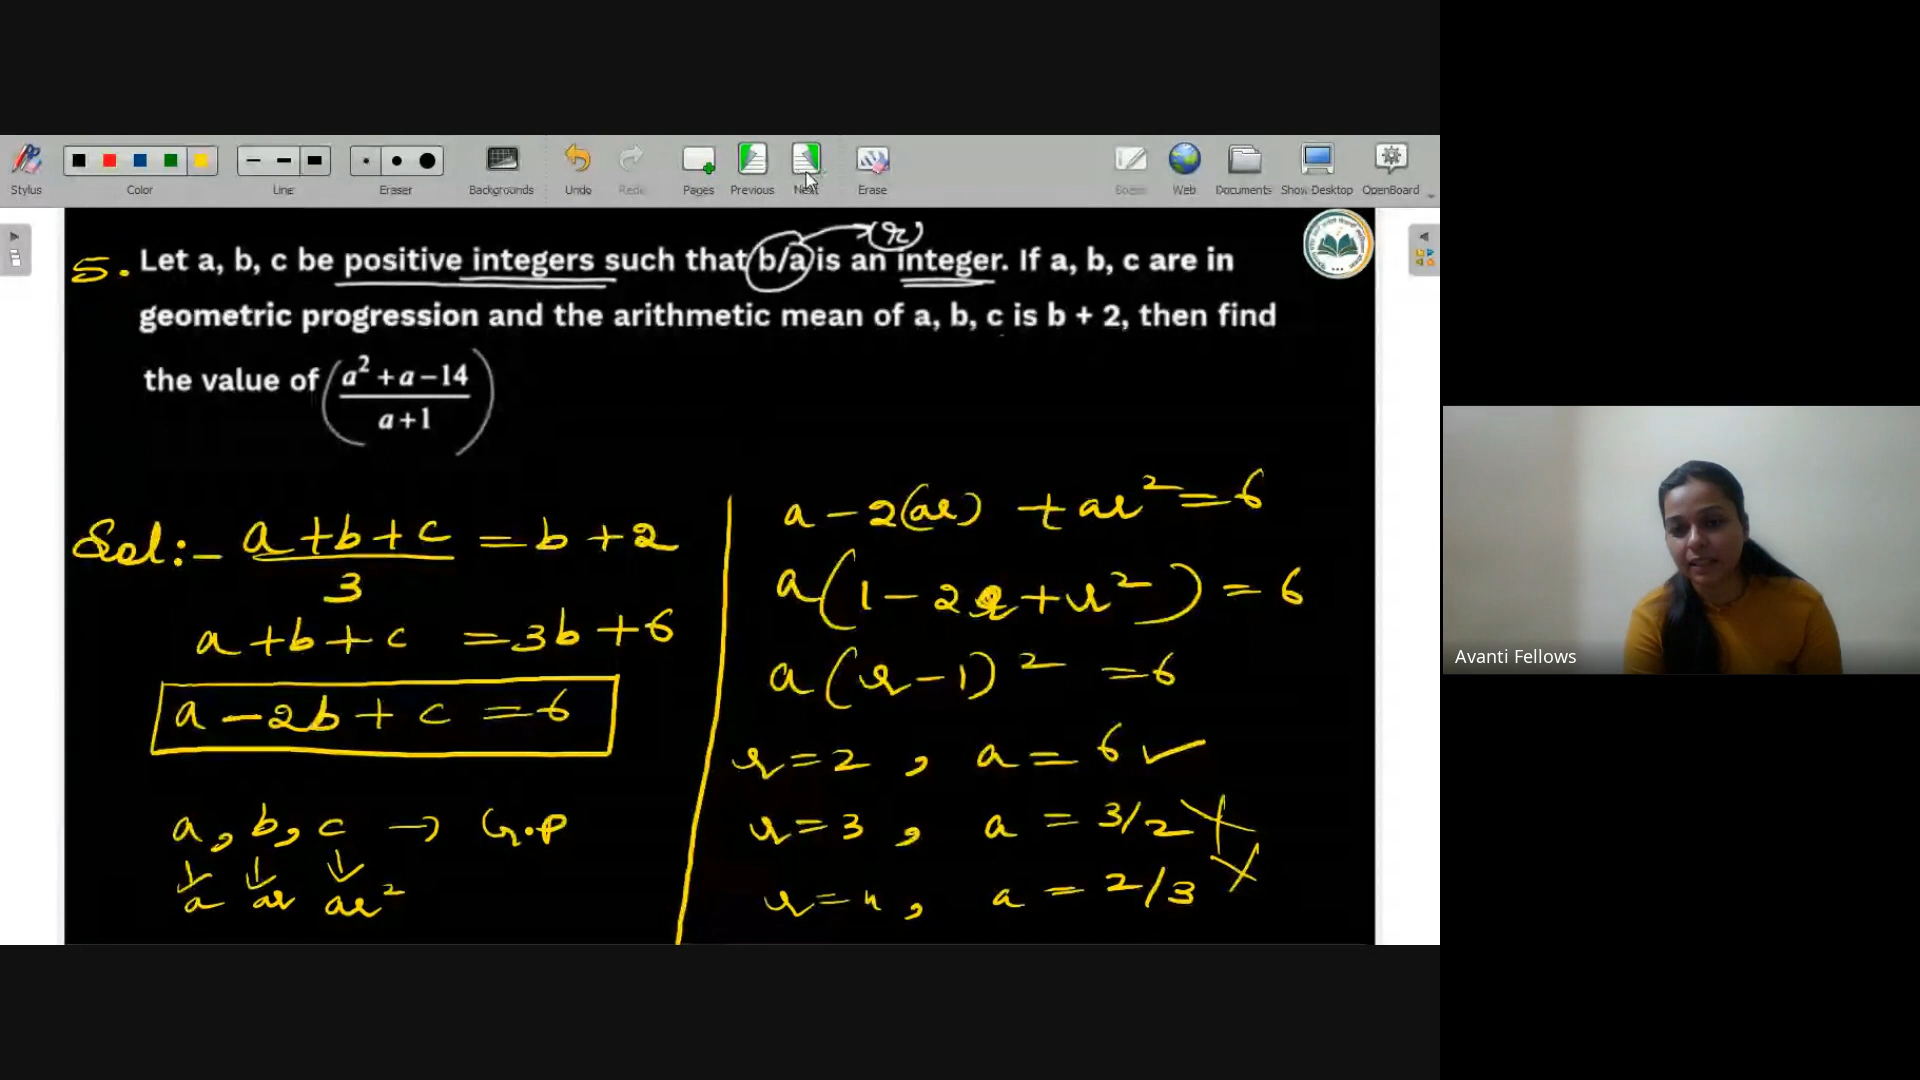 Stylus
Color
Line
Eraser
Backgrounds
Undo
Redo
Pages
Previous
Next
Erase
Board
Web
Documents
Show Desktop
OpenBoard
(r)
5. Let a, b, c be positive integers such that b/a is an integer. If a, b, c are in
geometric progression and the arithmetic mean of a, b, c is b + 2, then find
the value of (a² + a − 14 / a + 1)
Sol:- a + b + c / 3 = b + 2
a + b + c = 3b + 6
a − 2b + c = 6
a, b, c → G.P
a ar ar²
a − 2(ar) + ar² = 6
a(1 − 2r + r²) = 6
a(r − 1)² = 6
r = 2, a = 6 ✓
r = 3, a = 3/2 ×
r = 4, a = 2/3 ×
Avanti Fellows